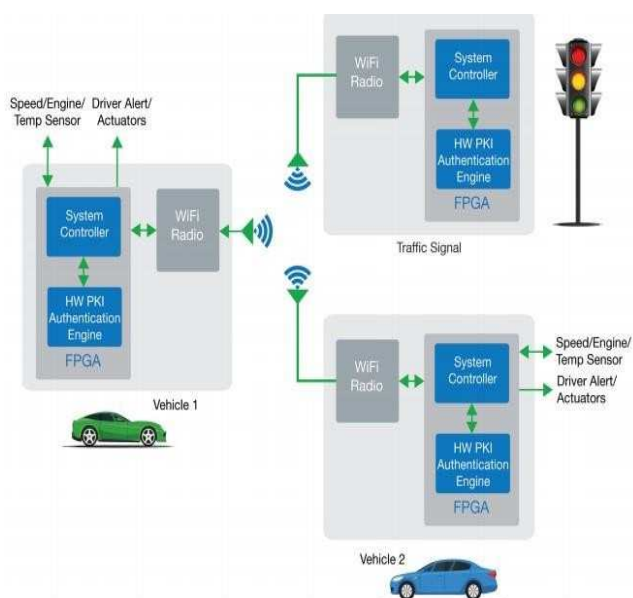 Speed/Engine/
Temp Sensor
Driver Alert/
Actuators
System
Controller
HW PKI
Authentication
Engine
FPGA
WiFi
Radio
Vehicle 1
WiFi
Radio
System
Controller
HW PKI
Authentication
Engine
FPGA
Traffic Signal
WiFi
Radio
System
Controller
HW PKI
Authentication
Engine
FPGA
Speed/Engine/
Temp Sensor
Driver Alert/
Actuators
Vehicle 2